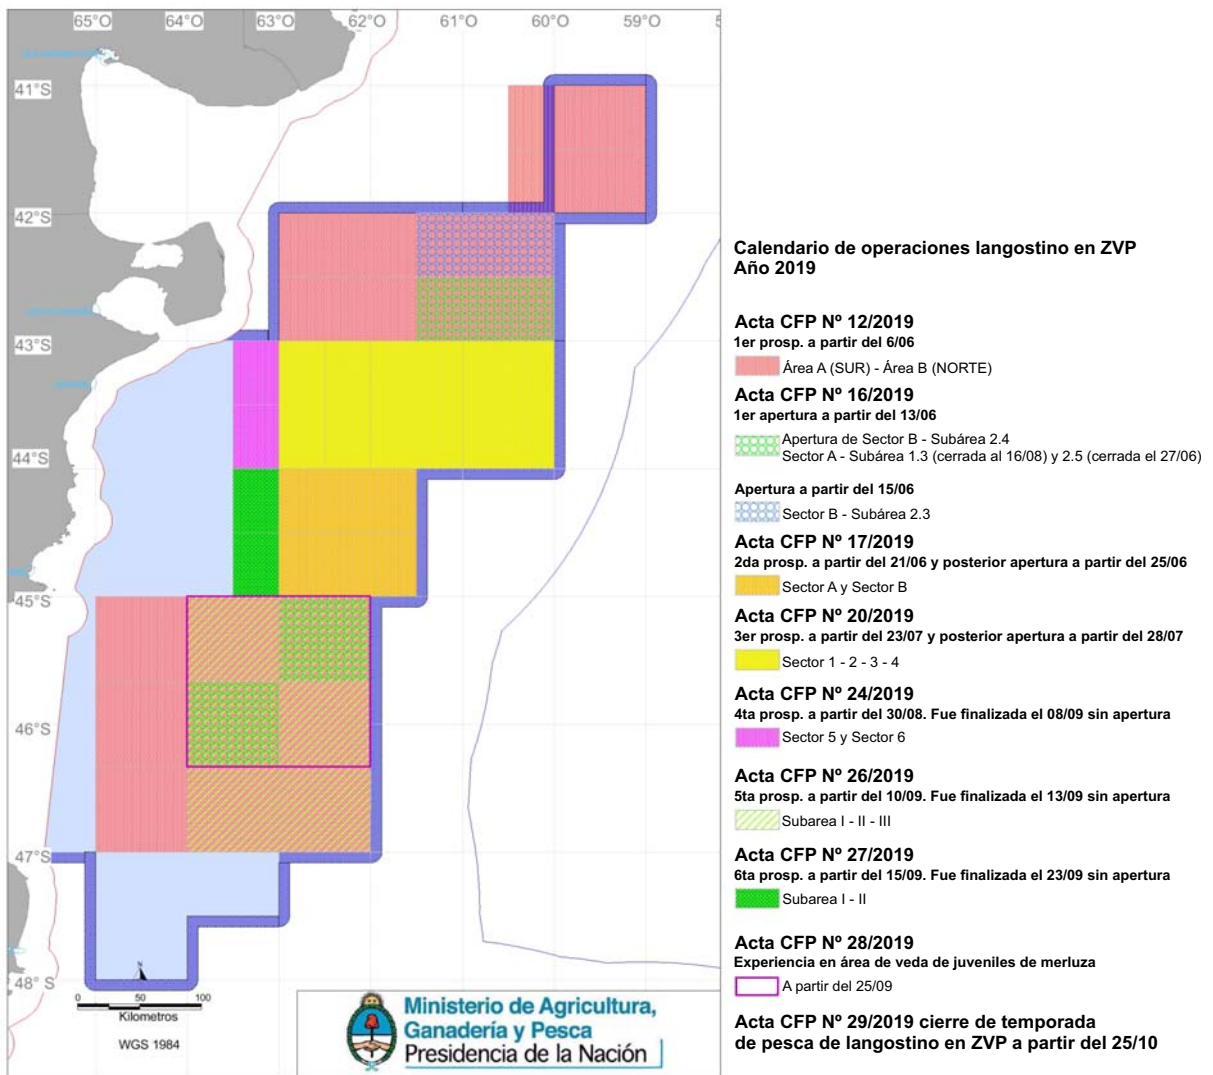 65°O 64°O 63°O 62°O 61°O 60°O 59°O 5
41°S
42°S
43°S
44°S
45°S
46°S
47°S
48° S
N
0 50 100
Kilometros
WGS 1984
Ministerio de Agricultura,
Ganadería y Pesca
Presidencia de la Nación
Calendario de operaciones langostino en ZVP
Año 2019
Acta CFP Nº 12/2019
1er prosp. a partir del 6/06
Área A (SUR) - Área B (NORTE)
Acta CFP Nº 16/2019
1er apertura a partir del 13/06
Apertura de Sector B - Subárea 2.4
Sector A - Subárea 1.3 (cerrada al 16/08) y 2.5 (cerrada el 27/06)
Apertura a partir del 15/06
Sector B - Subárea 2.3
Acta CFP Nº 17/2019
2da prosp. a partir del 21/06 y posterior apertura a partir del 25/06
Sector A y Sector B
Acta CFP Nº 20/2019
3er prosp. a partir del 23/07 y posterior apertura a partir del 28/07
Sector 1 - 2 - 3 - 4
Acta CFP Nº 24/2019
4ta prosp. a partir del 30/08. Fue finalizada el 08/09 sin apertura
Sector 5 y Sector 6
Acta CFP Nº 26/2019
5ta prosp. a partir del 10/09. Fue finalizada el 13/09 sin apertura
Subarea I - II - III
Acta CFP Nº 27/2019
6ta prosp. a partir del 15/09. Fue finalizada el 23/09 sin apertura
Subarea I - II
Acta CFP Nº 28/2019
Experiencia en área de veda de juveniles de merluza
A partir del 25/09
Acta CFP Nº 29/2019 cierre de temporada
de pesca de langostino en ZVP a partir del 25/10